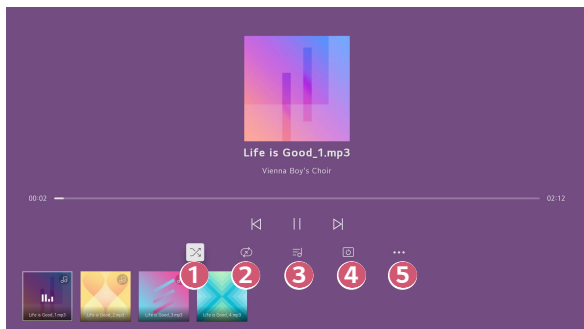 Life is Good_1.mp3
Vienna Boy's Choir
00:02
02:12
1 2 3 4 5
Life is Good_1.mp3 Life is Good_2.mp3 Life is Good_3.mp3 Life is Good_4.mp3